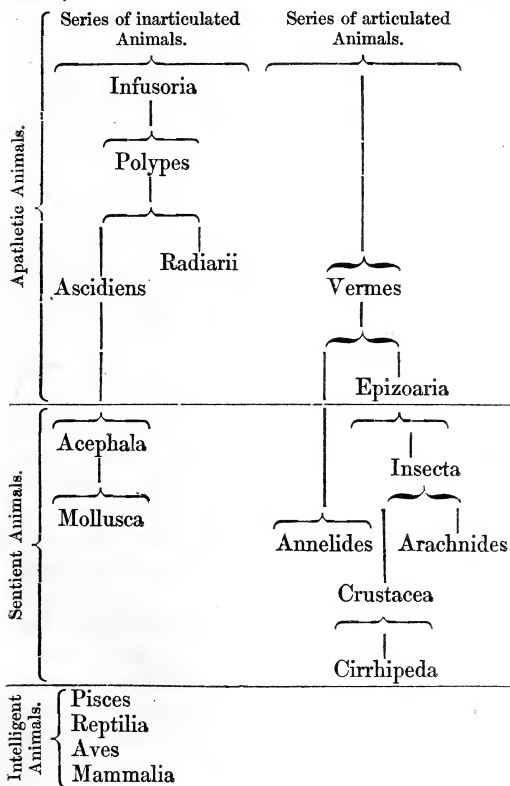 Series of inarticulated
Animals.
Series of articulated
Animals.
Apathetic Animals.
Infusoria
Polypes
Radiarii
Ascidiens
Vermes
Epizoaria
Sentient Animals.
Acephala
Insecta
Mollusca
Annelides
Arachnides
Crustacea
Cirrhipeda
Intelligent
Animals.
Pisces
Reptilia
Aves
Mammalia